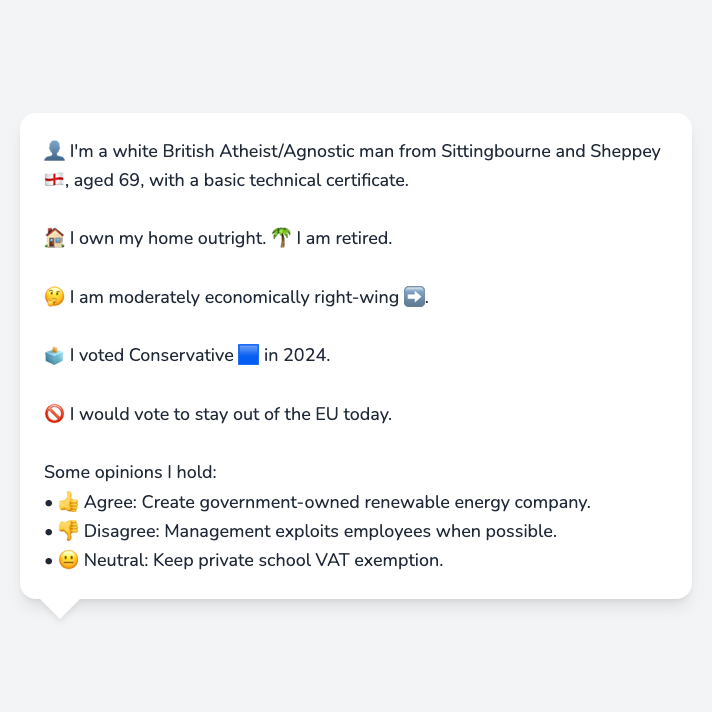 👤 I'm a white British Atheist/Agnostic man from Sittingbourne and Sheppey
🏴󠁧󠁢󠁥󠁮󠁧󠁿, aged 69, with a basic technical certificate.
🏠 I own my home outright. 🌴 I am retired.
🤔 I am moderately economically right-wing ➡️.
🗳️ I voted Conservative 🟦 in 2024.
🚫 I would vote to stay out of the EU today.
Some opinions I hold:
• 👍 Agree: Create government-owned renewable energy company.
• 👎 Disagree: Management exploits employees when possible.
• 😐 Neutral: Keep private school VAT exemption.